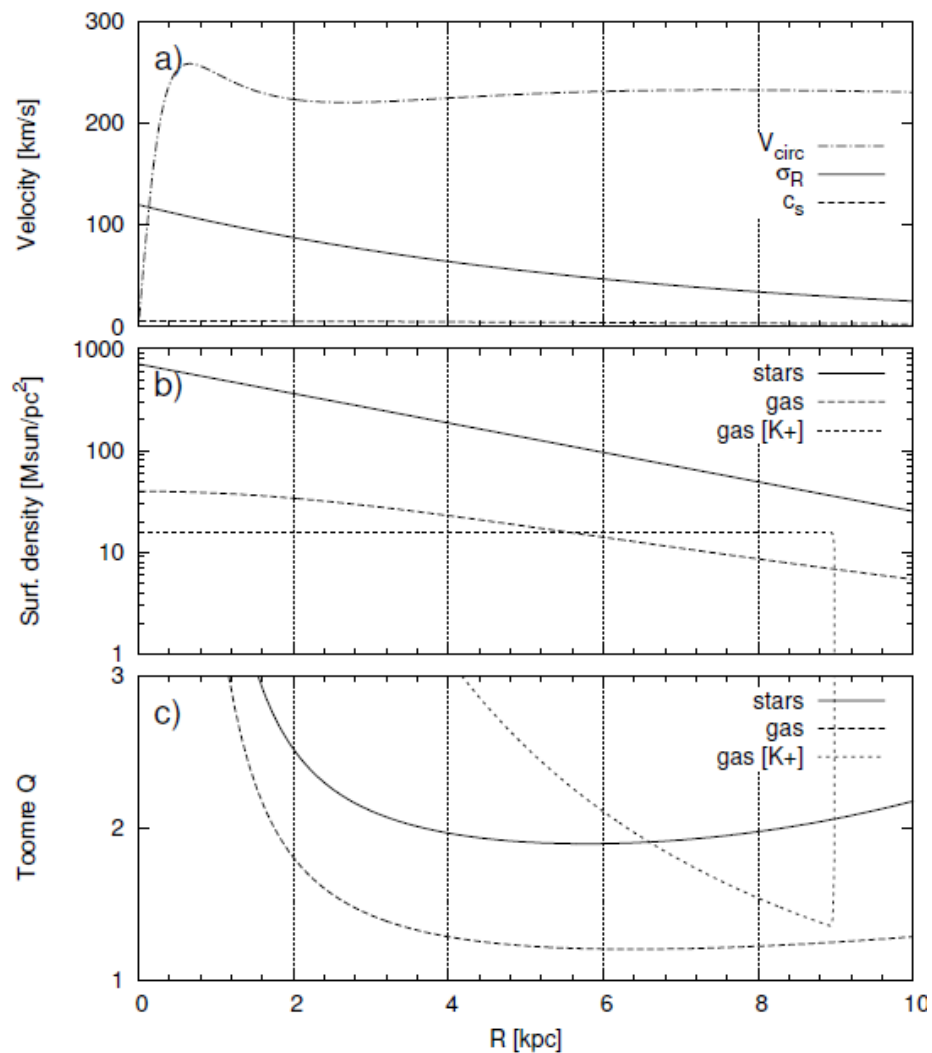 300
a)
200
100
0
Velocity [km/s]
V_circ
σ_R
c_s
1000
b)
100
10
1
Surf. density [Msun/pc²]
stars
gas
gas [K+]
3
c)
2
1
Toomre Q
stars
gas
gas [K+]
0 2 4 6 8 10
R [kpc]